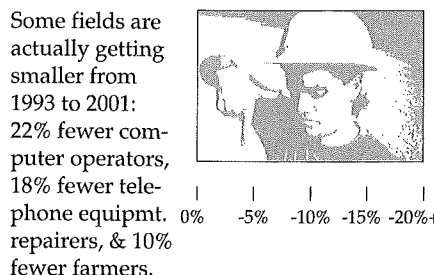 Some fields are
actually getting
smaller from
1993 to 2001:
22% fewer com-
puter operators,
18% fewer tele-
phone equipmt.
repairers, & 10%
fewer farmers.
0% -5% -10% -15% -20%+